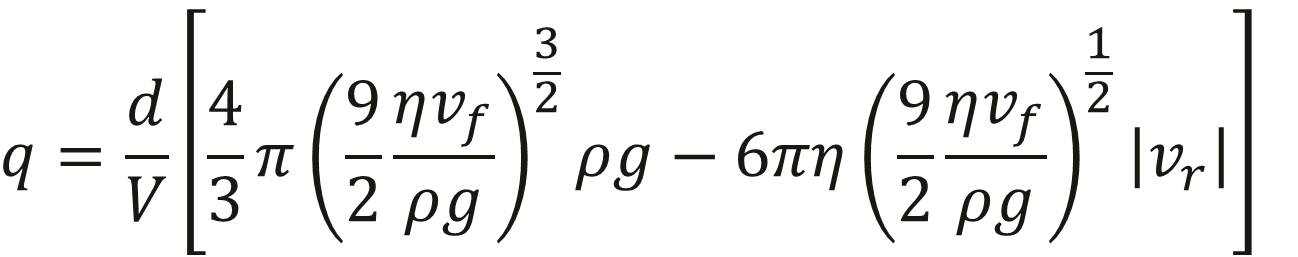 q = \frac{d}{V} \left[ \frac{4}{3} \pi \left( \frac{9}{2} \frac{\eta v_f}{\rho g} \right)^{\frac{3}{2}} \rho g - 6 \pi \eta \left( \frac{9}{2} \frac{\eta v_f}{\rho g} \right)^{\frac{1}{2}} |v_r| \right]